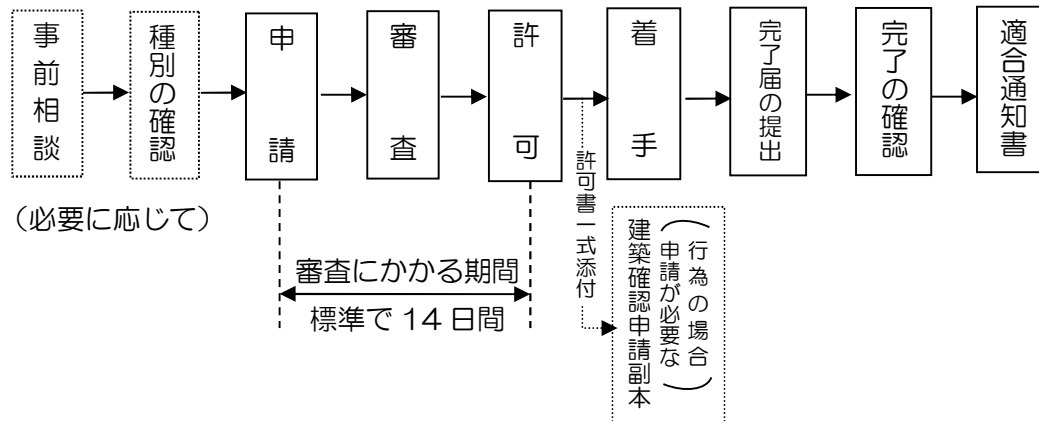 事前相談
種別の確認
申請
審査
許可
着手
完了届の提出
完了の確認
適合通知書
（必要に応じて）
審査にかかる期間
標準で 14 日間
許可書一式添付
建築確認申請副本
（申請が必要な
行為の場合）